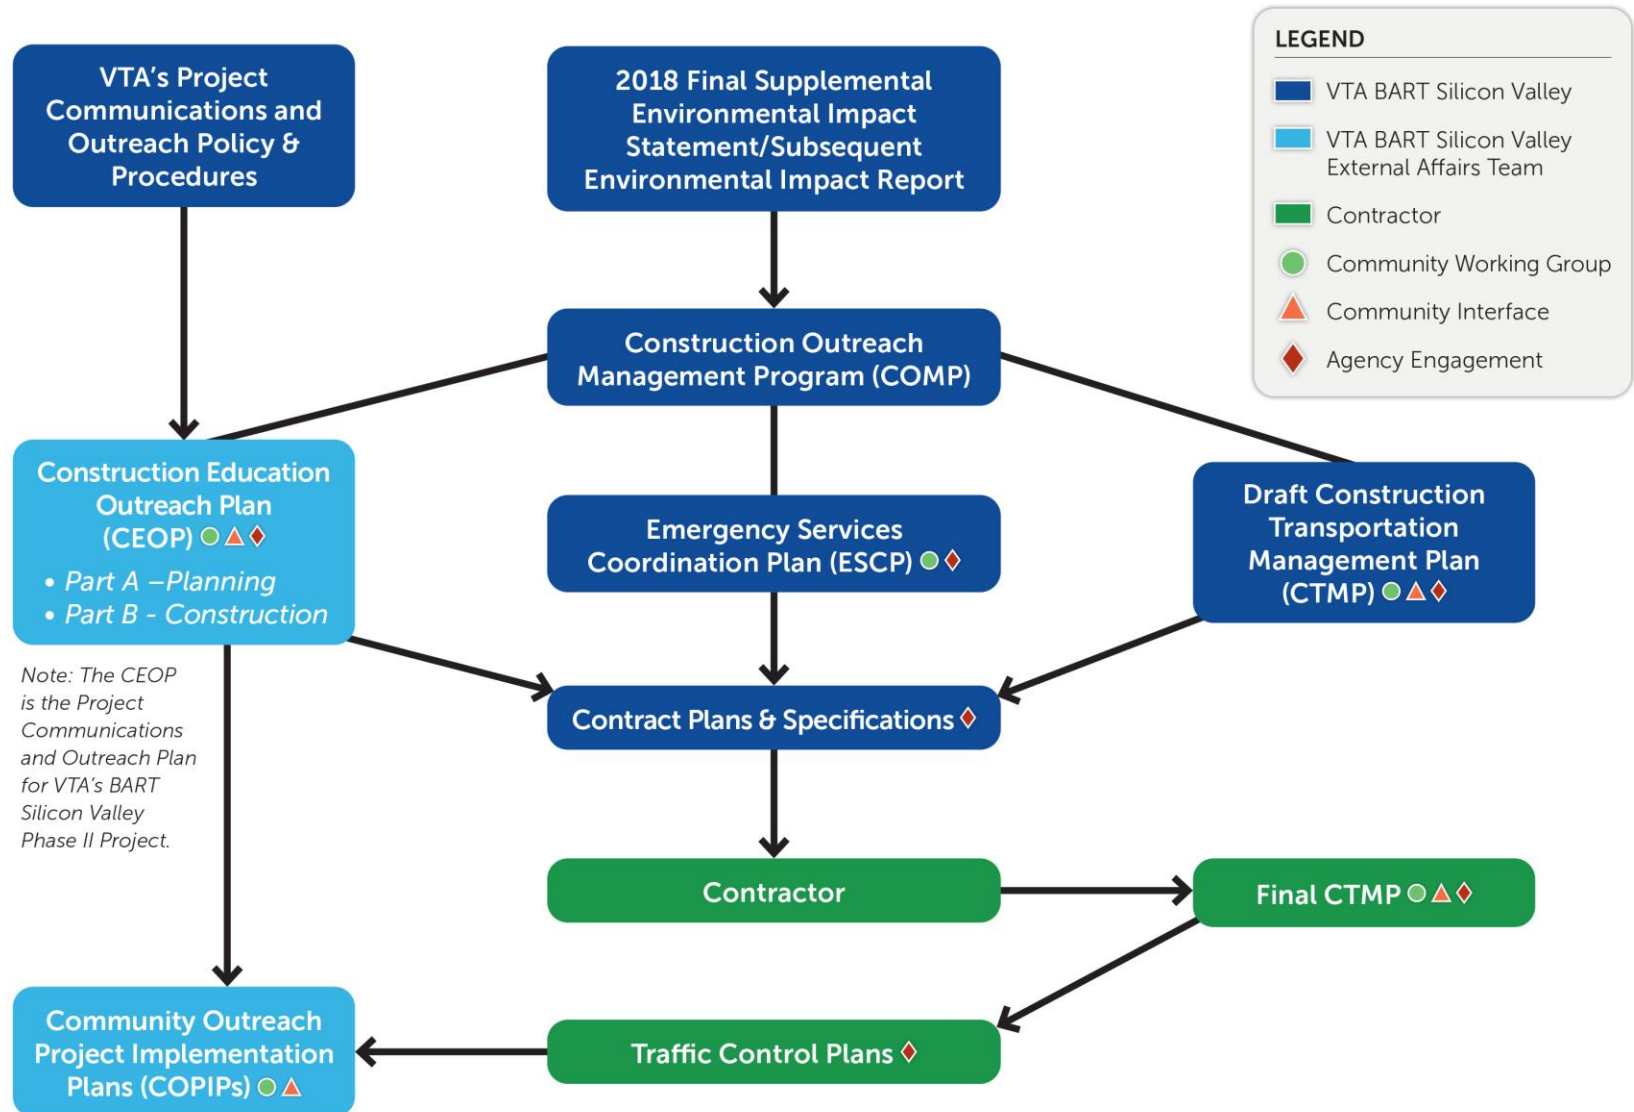 VTA's Project
Communications and
Outreach Policy &
Procedures
2018 Final Supplemental
Environmental Impact
Statement/Subsequent
Environmental Impact Report
LEGEND
VTA BART Silicon Valley
VTA BART Silicon Valley
External Affairs Team
Contractor
Community Working Group
Community Interface
Agency Engagement
Construction Outreach
Management Program (COMP)
Construction Education
Outreach Plan
(CEOP)
• Part A –Planning
• Part B - Construction
Emergency Services
Coordination Plan (ESCP)
Draft Construction
Transportation
Management Plan
(CTMP)
Note: The CEOP
is the Project
Communications
and Outreach Plan
for VTA's BART
Silicon Valley
Phase II Project.
Contract Plans & Specifications
Contractor
Final CTMP
Community Outreach
Project Implementation
Plans (COPIPs)
Traffic Control Plans